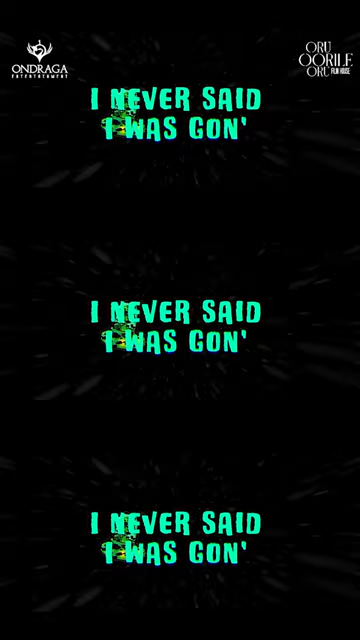 ONDRAGA
ENTERTAINMENT
ORU
OORILE
ORU FILM HOUSE
I NEVER SAID
I WAS GON'
I NEVER SAID
I WAS GON'
I NEVER SAID
I WAS GON'